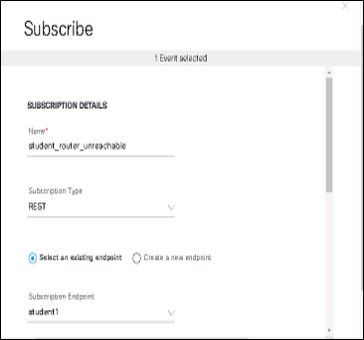 Subscribe
1 Event selected
SUBSCRIPTION DETAILS
Name*
student_router_unreachable
Subscription Type
REST
Select an existing endpoint Create a new endpoint
Subscription Endpoint
student1